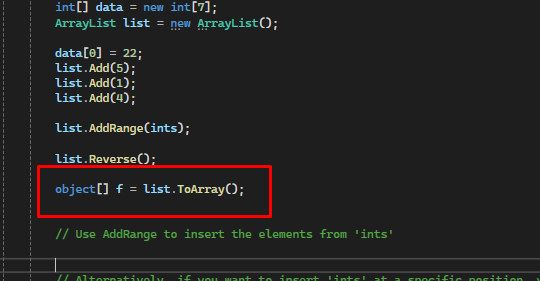 int[] data = new int[7];
ArrayList list = new ArrayList();
data[0] = 22;
list.Add(5);
list.Add(1);
list.Add(4);
list.AddRange(ints);
list.Reverse();
object[] f = list.ToArray();
// Use AddRange to insert the elements from 'ints'
// Alternatively, if you want to insert 'ints' at a specific position,